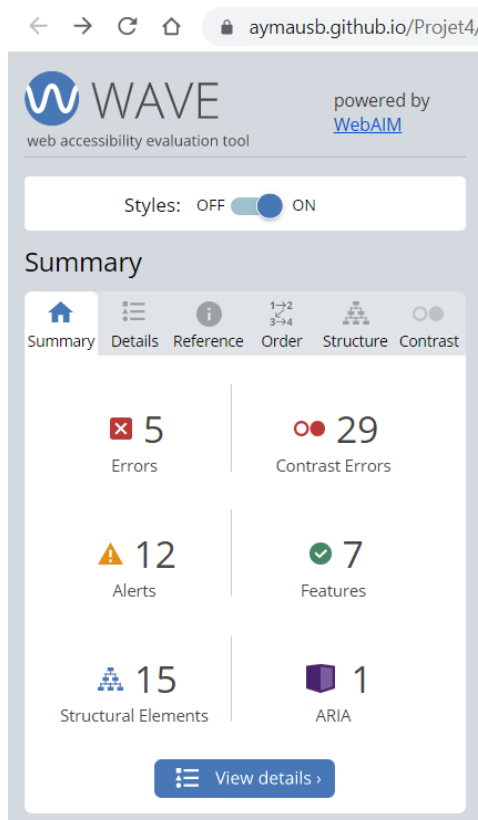 aymausb.github.io/Projet4/
WAVE
web accessibility evaluation tool
powered by
WebAIM
Styles: OFF ON
Summary
1→2
3→4
Summary Details Reference Order Structure Contrast
5 29
Errors Contrast Errors
12 7
Alerts Features
15 1
Structural Elements ARIA
View details ›